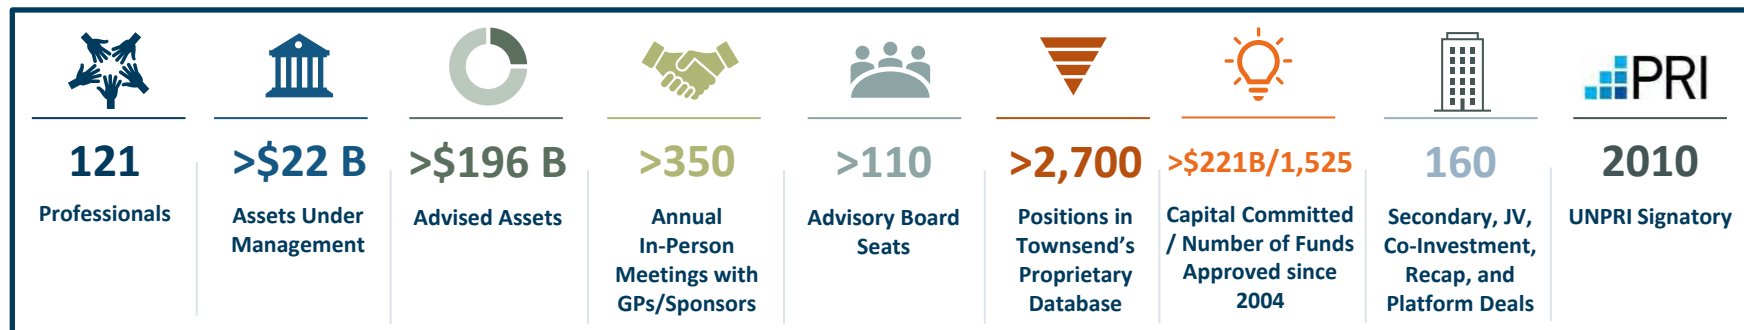 PRI
121
Professionals
>$22 B
Assets Under
Management
>$196 B
Advised Assets
>350
Annual
In-Person
Meetings with
GPs/Sponsors
>110
Advisory Board
Seats
>2,700
Positions in
Townsend's
Proprietary
Database
>$221B/1,525
Capital Committed
/ Number of Funds
Approved since
2004
160
Secondary, JV,
Co-Investment,
Recap, and
Platform Deals
2010
UNPRI Signatory